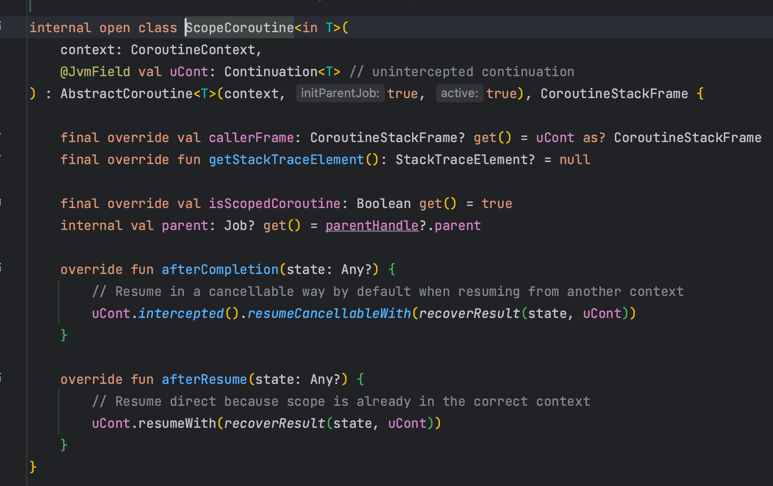 internal open class ScopeCoroutine<in T>(
context: CoroutineContext,
@JvmField val uCont: Continuation<T> // unintercepted continuation
) : AbstractCoroutine<T>(context, initParentJob: true, active: true), CoroutineStackFrame {
final override val callerFrame: CoroutineStackFrame? get() = uCont as? CoroutineStackFrame
final override fun getStackTraceElement(): StackTraceElement? = null
final override val isScopedCoroutine: Boolean get() = true
internal val parent: Job? get() = parentHandle?.parent
override fun afterCompletion(state: Any?) {
// Resume in a cancellable way by default when resuming from another context
uCont.intercepted().resumeCancellableWith(recoverResult(state, uCont))
}
override fun afterResume(state: Any?) {
// Resume direct because scope is already in the correct context
uCont.resumeWith(recoverResult(state, uCont))
}
}